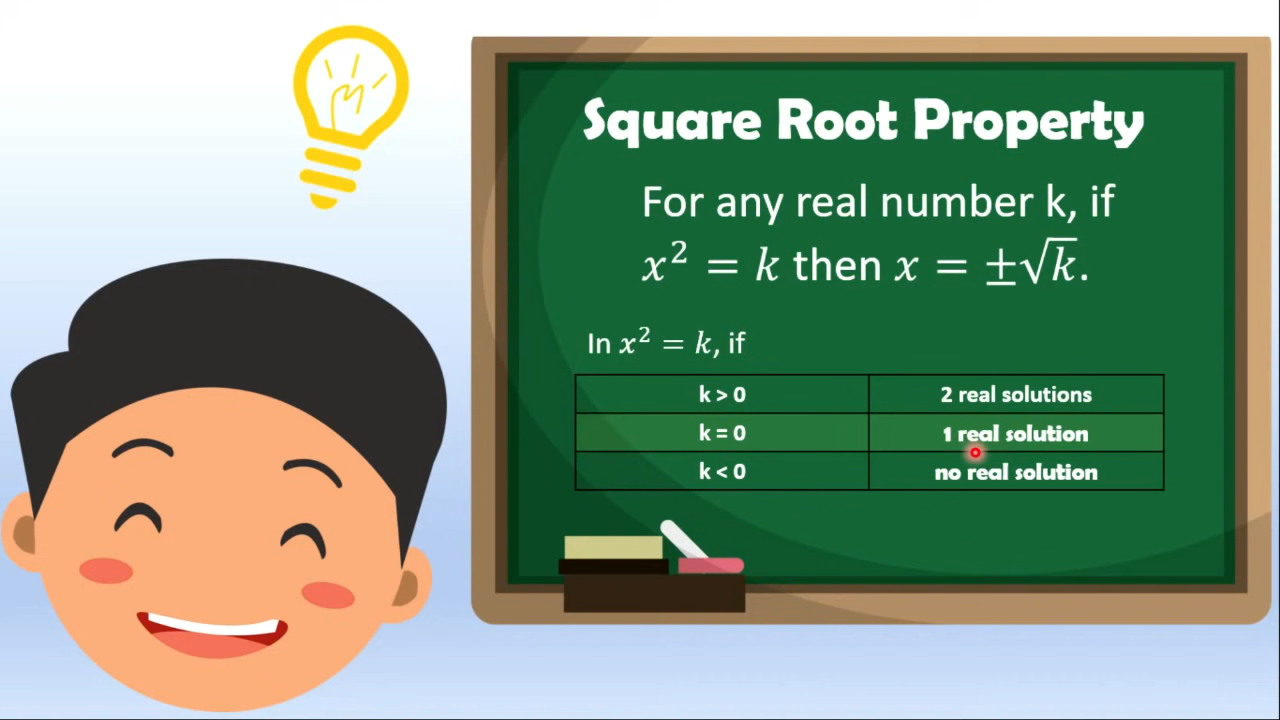 Square Root Property
For any real number k, if
x² = k then x = ±√k.
In x² = k, if
k > 0 2 real solutions
k = 0 1 real solution
k < 0 no real solution